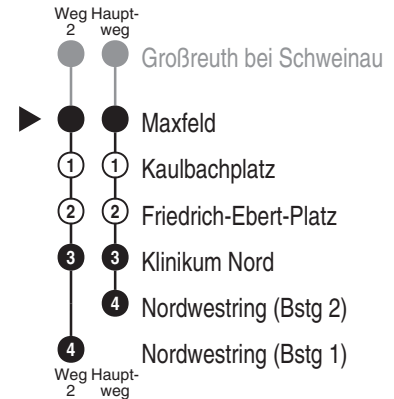 Weg Haupt-
2 weg
Großreuth bei Schweinau
Maxfeld
1 1 Kaulbachplatz
2 2 Friedrich-Ebert-Platz
3 3 Klinikum Nord
4 Nordwestring (Bstg 2)
4 Nordwestring (Bstg 1)
Weg Haupt-
2 weg